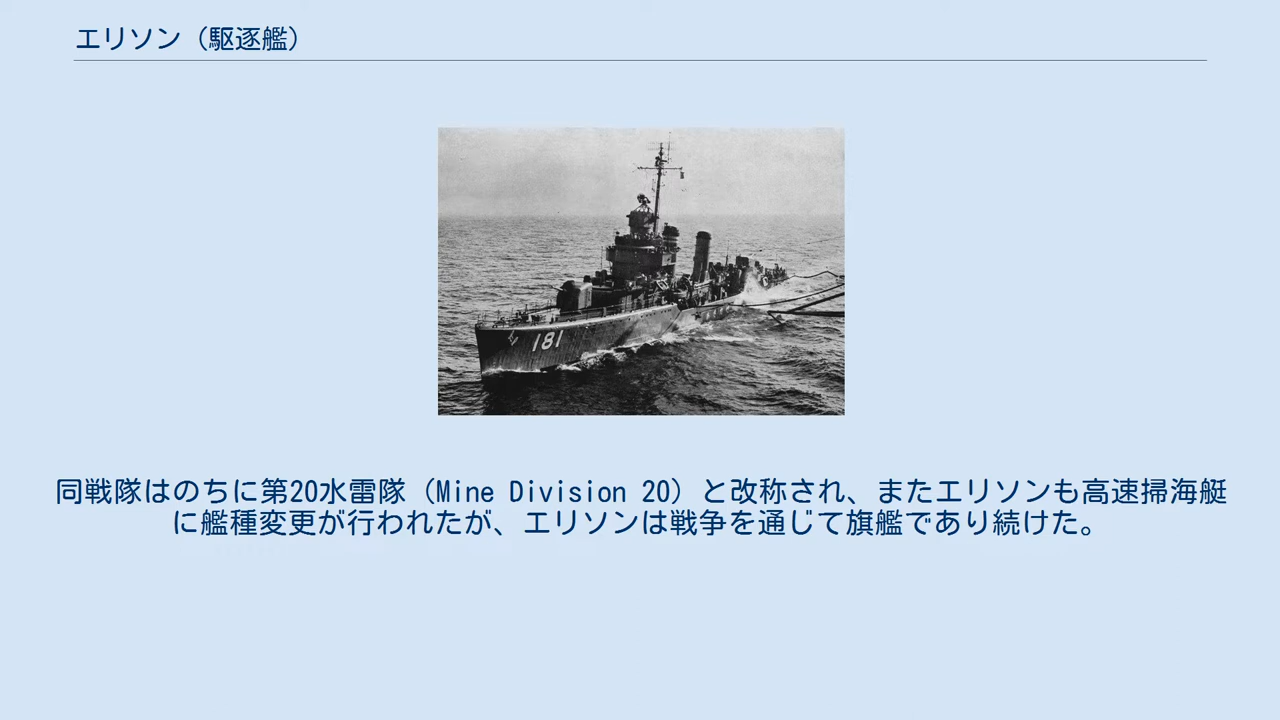 エリソン（駆逐艦）
181
同戦隊はのちに第20水雷隊（Mine Division 20）と改称され、またエリソンも高速掃海艇
に艦種変更が行われたが、エリソンは戦争を通じて旗艦であり続けた。